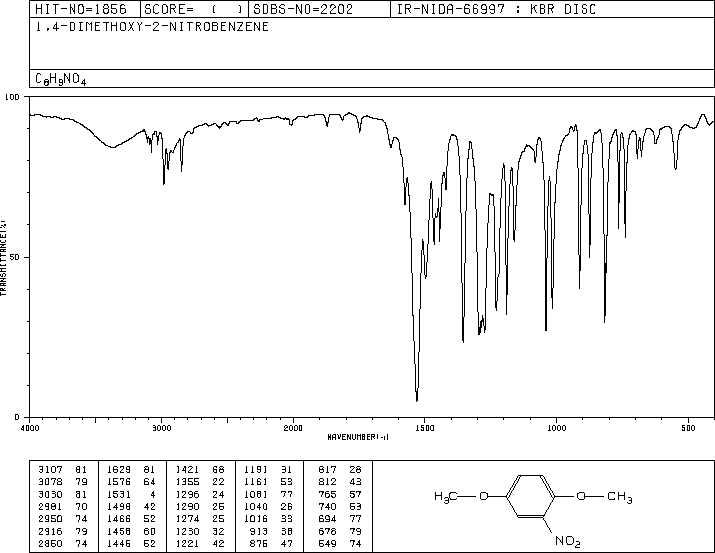 HIT-NO=1856 SCORE= ( ) SDBS-NO=2202 IR-NIDA-66997 : KBR DISC
1,4-DIMETHOXY-2-NITROBENZENE
C8H9NO4
100
50
0
TRANSMITTANCE(%)
4000 3000 2000 1500 1000 500
WAVENUMBER(-1)
3107 81 1629 81 1421 68 1191 31 817 28
3078 79 1576 64 1355 22 1161 53 812 43
3030 81 1531 4 1296 24 1081 77 765 57
2981 70 1498 42 1290 25 1040 26 740 53
2950 74 1466 52 1274 25 1016 33 694 77
2916 79 1458 60 1230 32 913 38 678 79
2850 74 1446 52 1221 42 876 47 549 74
H3C O O CH3
NO2